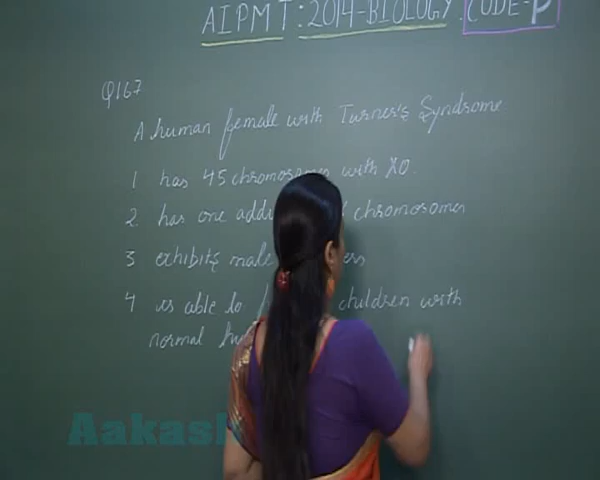 AIPMT:2014-BIOLOGY. CODE-P
Q167
A human female with Turner's Syndrome
1 has 45 chromosomes with XO.
2 has one chromosomes
3 exhibits male
4 is able to children with
normal
Aakash